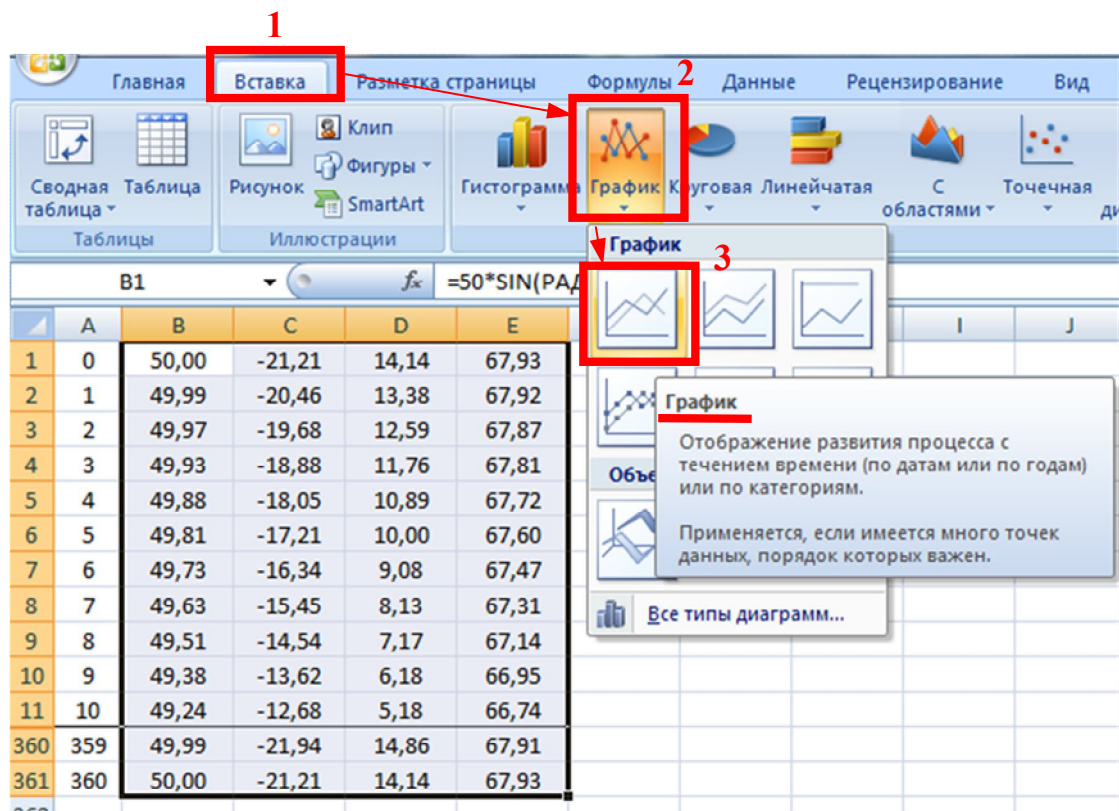 1
Главная Вставка Разметка страницы Формулы 2 Данные Рецензирование Вид
Сводная таблица
Таблица
Таблицы
Рисунок
Клип
Фигуры
SmartArt
Иллюстрации
Гистограмма
График
Круговая
Линейчатая
С областями
Точечная
B1 fx =50*SIN(РАД
График
3
A B C D E I J
1 0 50,00 -21,21 14,14 67,93
2 1 49,99 -20,46 13,38 67,92
3 2 49,97 -19,68 12,59 67,87
4 3 49,93 -18,88 11,76 67,81
5 4 49,88 -18,05 10,89 67,72
6 5 49,81 -17,21 10,00 67,60
7 6 49,73 -16,34 9,08 67,47
8 7 49,63 -15,45 8,13 67,31
9 8 49,51 -14,54 7,17 67,14
10 9 49,38 -13,62 6,18 66,95
11 10 49,24 -12,68 5,18 66,74
360 359 49,99 -21,94 14,86 67,91
361 360 50,00 -21,21 14,14 67,93
График
Отображение развития процесса с
течением времени (по датам или по годам)
или по категориям.
Применяется, если имеется много точек
данных, порядок которых важен.
Объе
Все типы диаграмм...